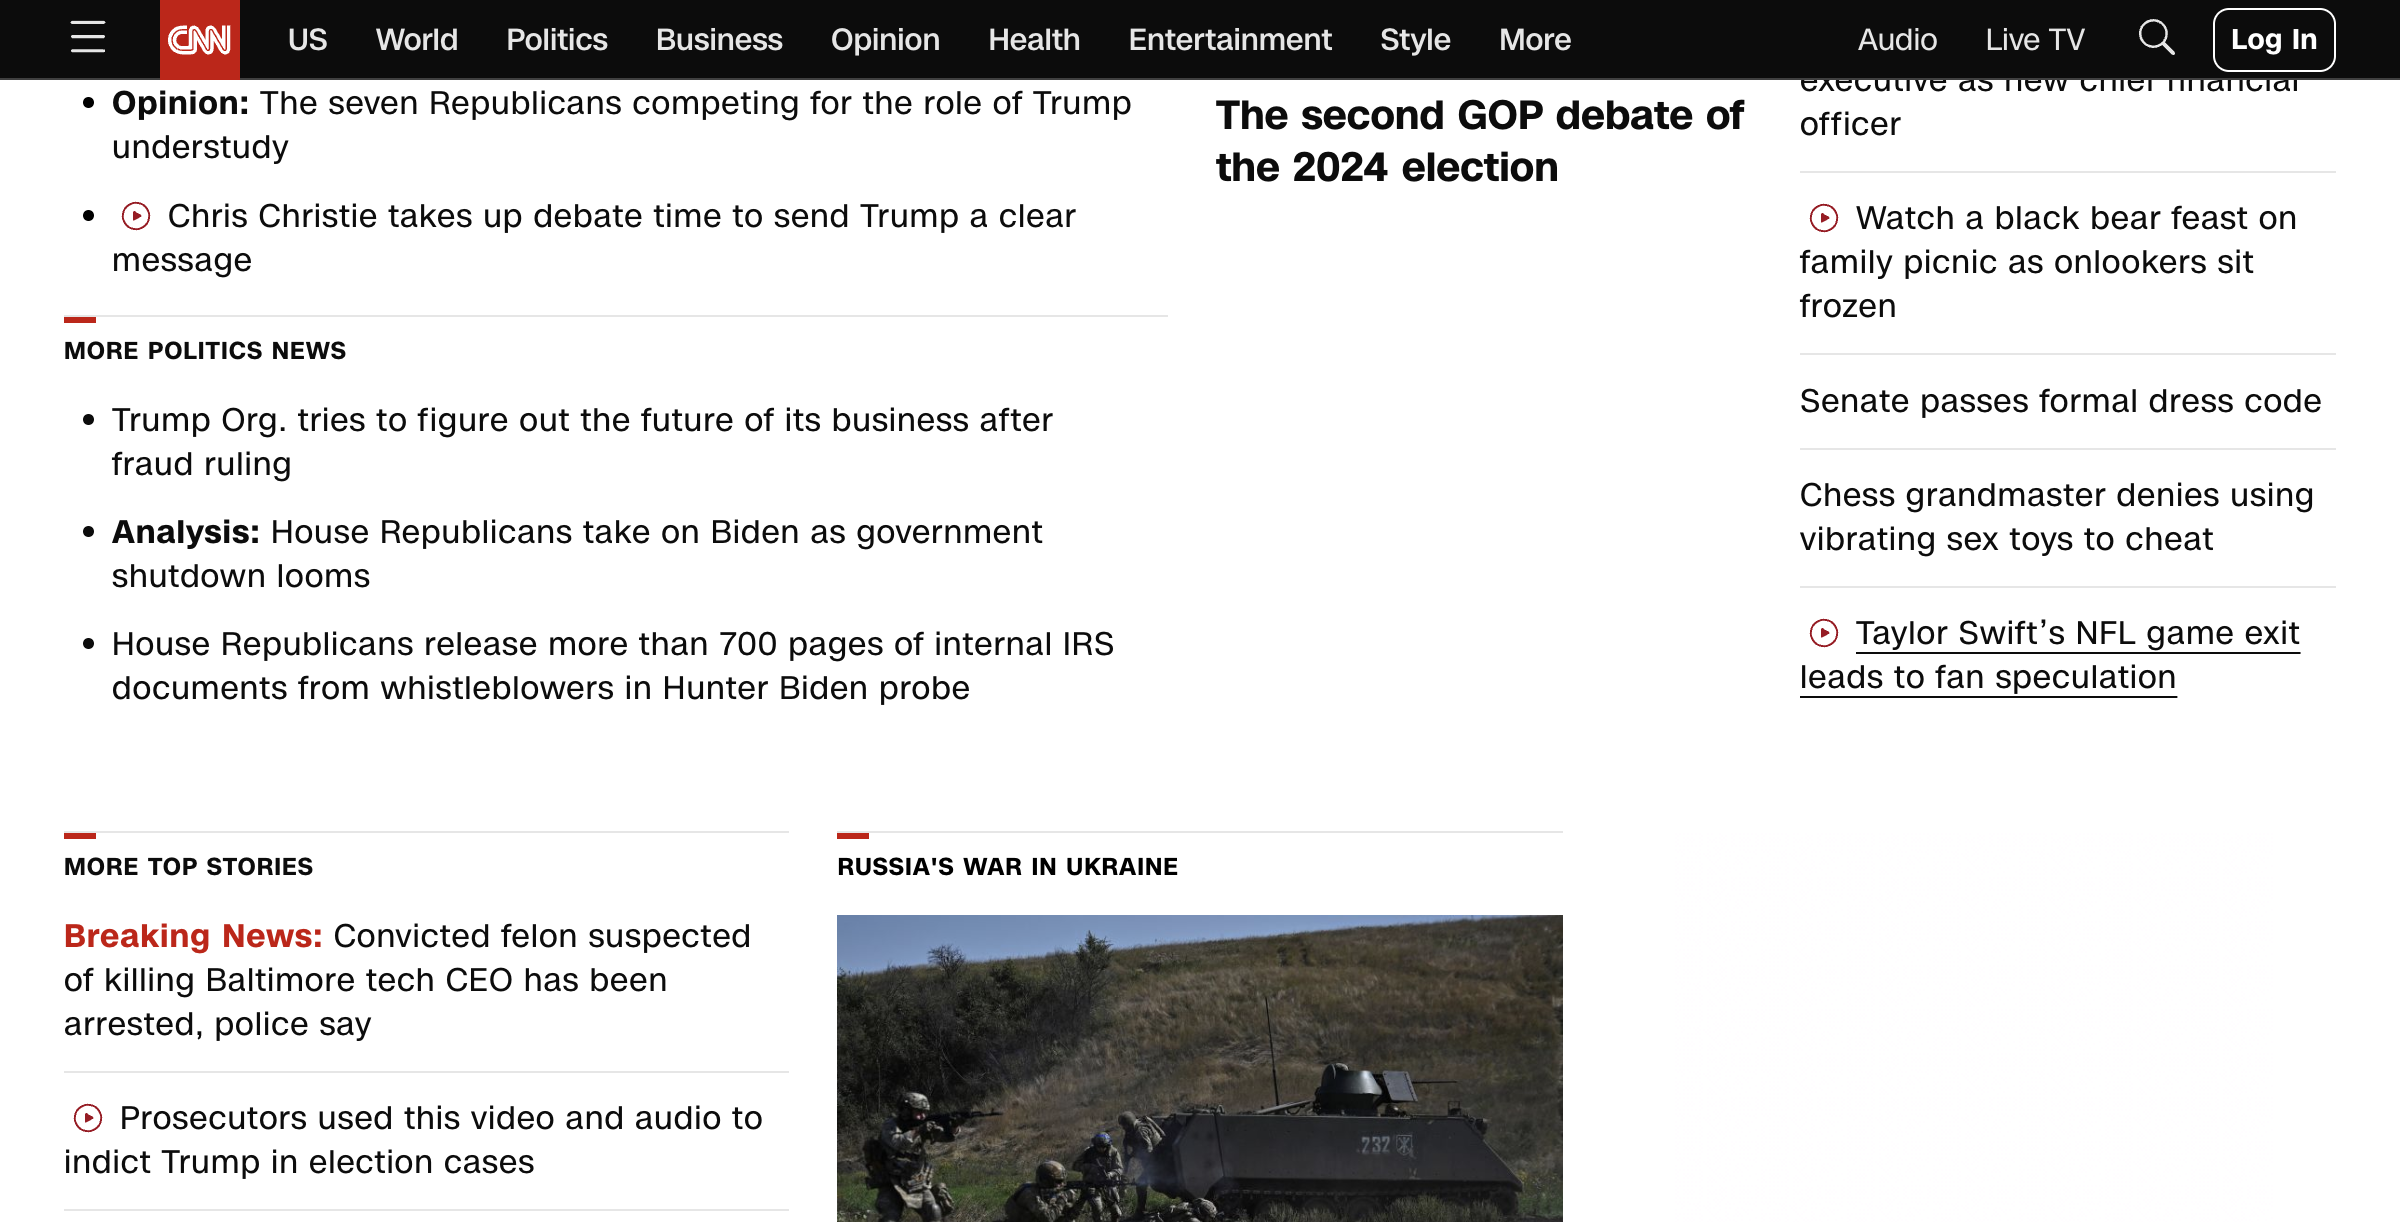 CNN
US World Politics Business Opinion Health Entertainment Style More Audio Live TV Log In
Opinion: The seven Republicans competing for the role of Trump
understudy
Chris Christie takes up debate time to send Trump a clear
message
MORE POLITICS NEWS
Trump Org. tries to figure out the future of its business after
fraud ruling
Analysis: House Republicans take on Biden as government
shutdown looms
House Republicans release more than 700 pages of internal IRS
documents from whistleblowers in Hunter Biden probe
The second GOP debate of
the 2024 election
executive as new chief financial
officer
Watch a black bear feast on
family picnic as onlookers sit
frozen
Senate passes formal dress code
Chess grandmaster denies using
vibrating sex toys to cheat
Taylor Swift’s NFL game exit
leads to fan speculation
MORE TOP STORIES
Breaking News: Convicted felon suspected
of killing Baltimore tech CEO has been
arrested, police say
Prosecutors used this video and audio to
indict Trump in election cases
RUSSIA'S WAR IN UKRAINE
232